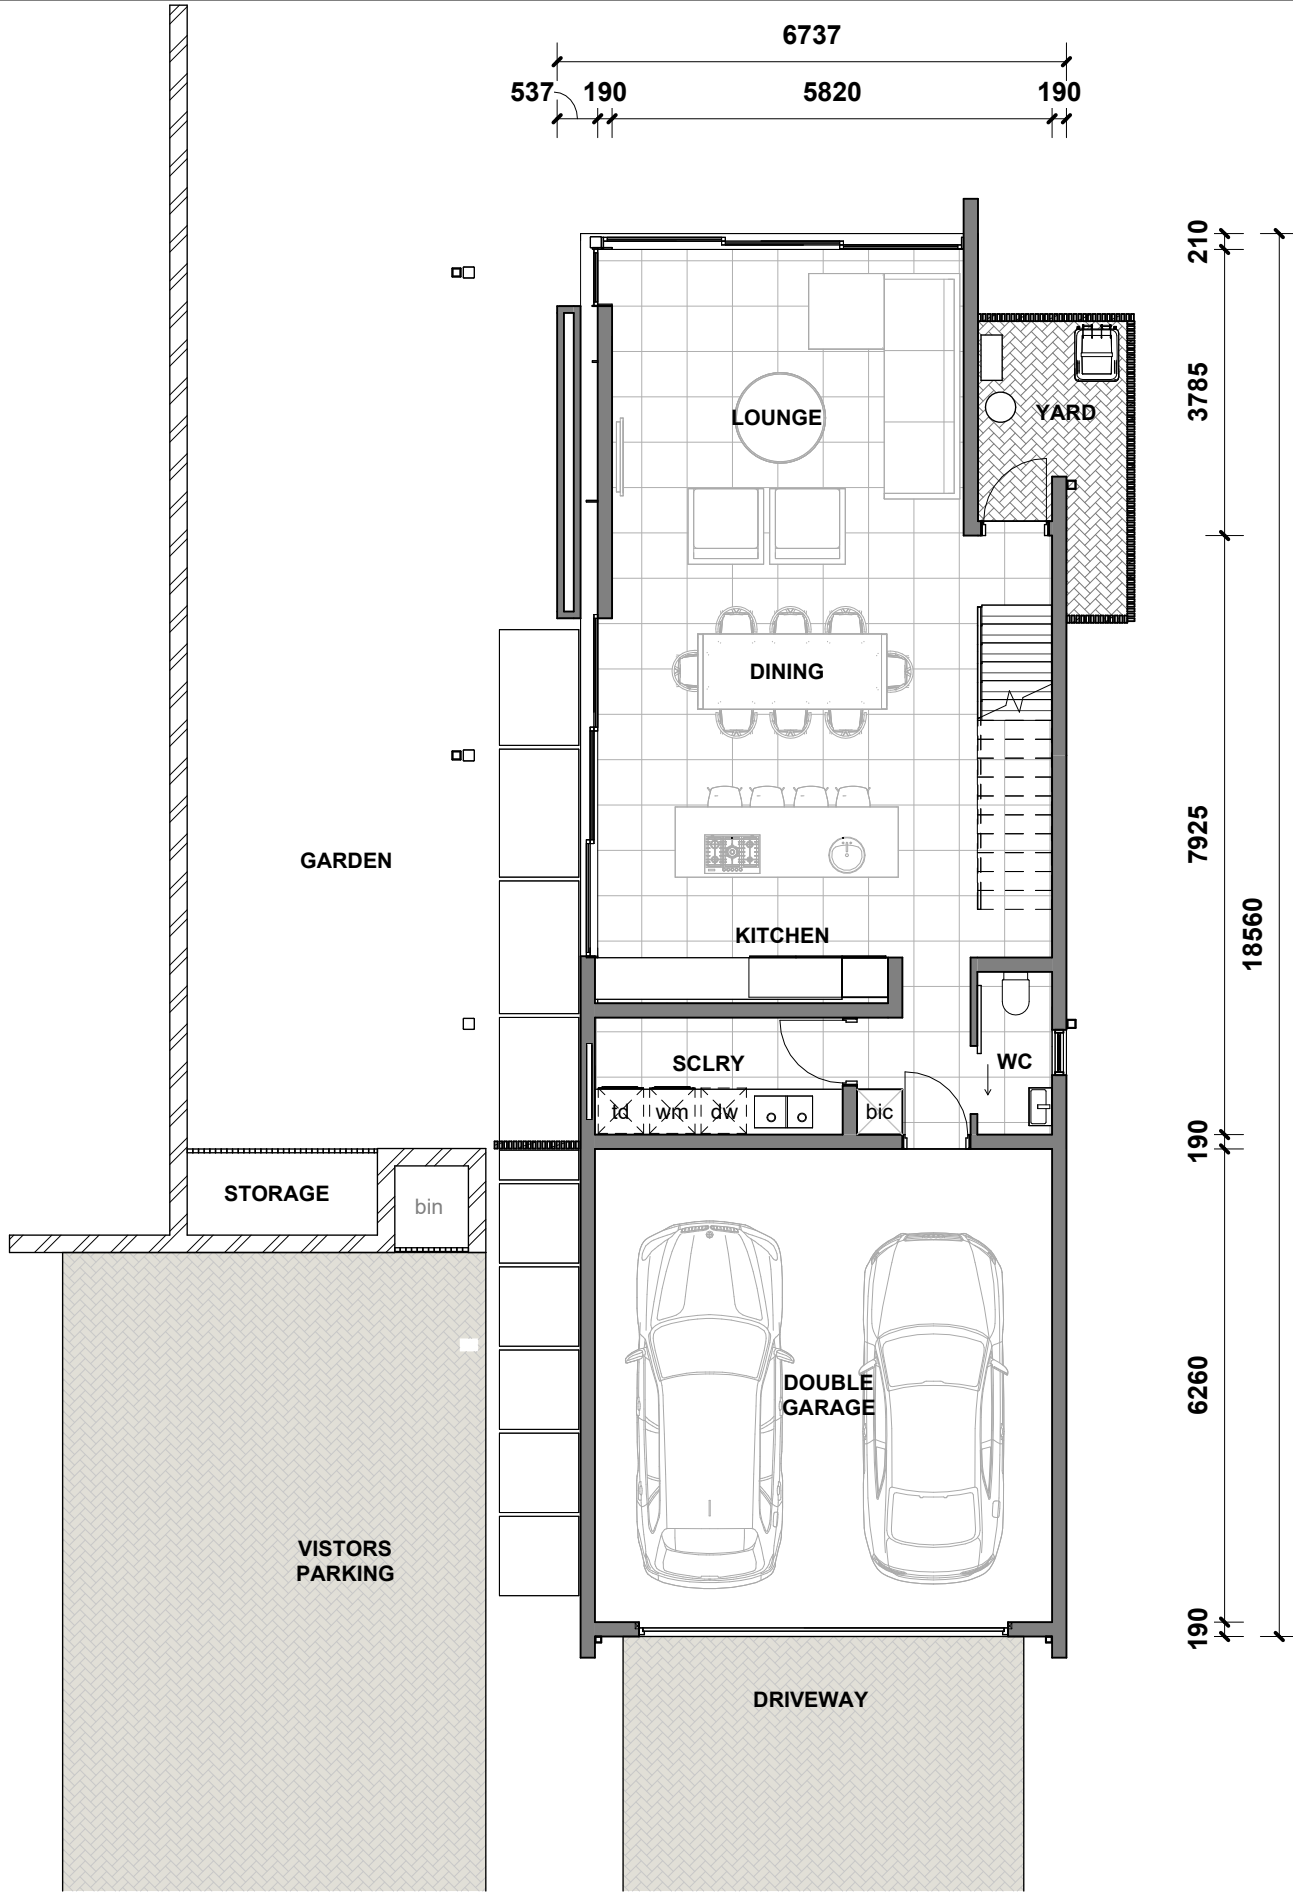 6737
537 190 5820 190
210
3785
LOUNGE
YARD
DINING
7925
GARDEN
18560
KITCHEN
SCLRY
WC
td wm dw
bic
190
STORAGE
bin
DOUBLE
GARAGE
6260
VISTORS
PARKING
190
DRIVEWAY